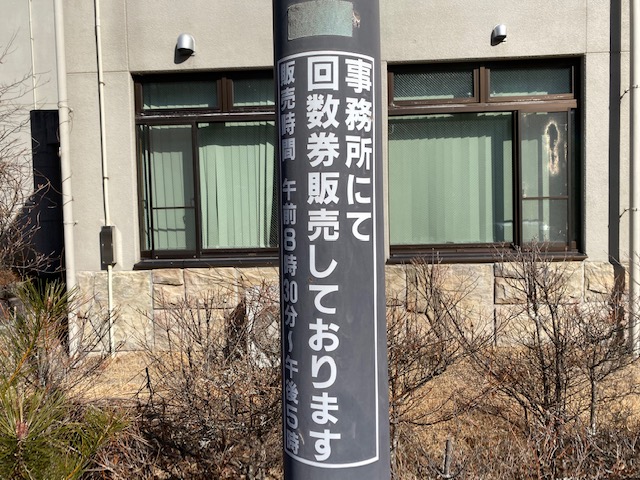 事務所にて
回数券販売しております
販売時間 午前8時30分～午後5時